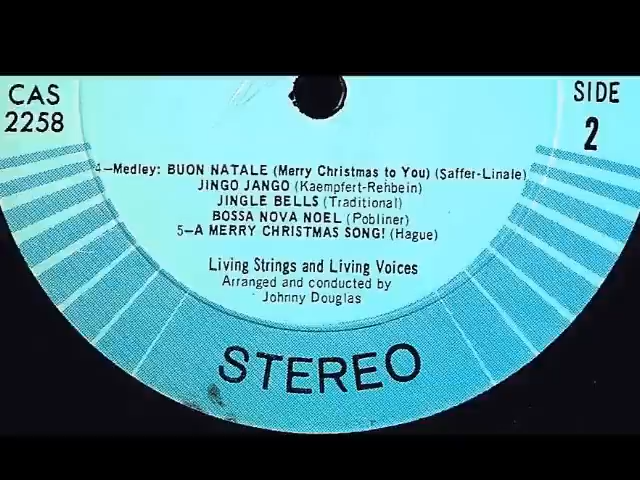 CAS
2258
SIDE
2
4—Medley: BUON NATALE (Merry Christmas to You) (Saffer-Linale)
JINGO JANGO (Kaempfert-Rehbein)
JINGLE BELLS (Traditional)
BOSSA NOVA NOEL (Pobliner)
5—A MERRY CHRISTMAS SONG! (Hague)
Living Strings and Living Voices
Arranged and conducted by
Johnny Douglas
STEREO